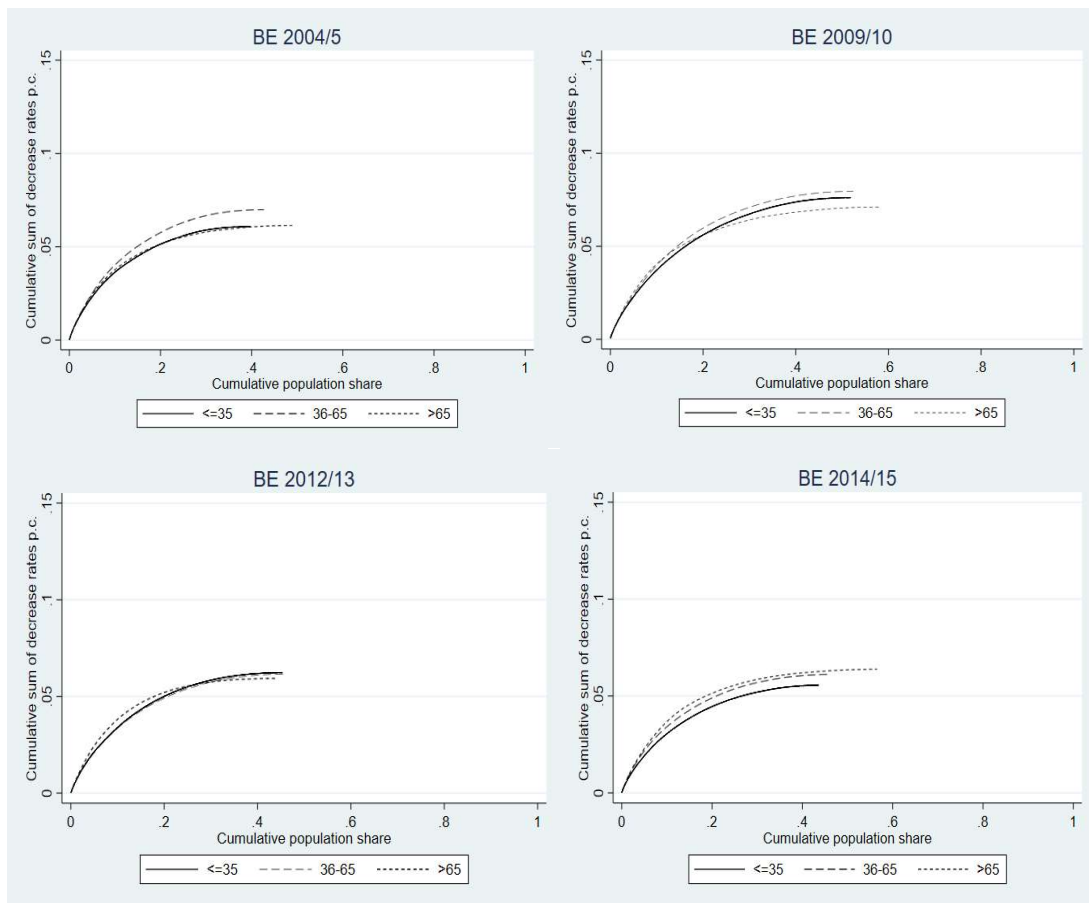 BE 2004/5
Cumulative sum of decrease rates p.c.
.15
.1
.05
0
0 .2 .4 .6 .8 1
Cumulative population share
<=35 36-65 >65
BE 2009/10
Cumulative sum of decrease rates p.c.
.15
.1
.05
0
0 .2 .4 .6 .8 1
Cumulative population share
<=35 36-65 >65
BE 2012/13
Cumulative sum of decrease rates p.c.
.15
.1
.05
0
0 .2 .4 .6 .8 1
Cumulative population share
<=35 36-65 >65
BE 2014/15
Cumulative sum of decrease rates p.c.
.15
.1
.05
0
0 .2 .4 .6 .8 1
Cumulative population share
<=35 36-65 >65